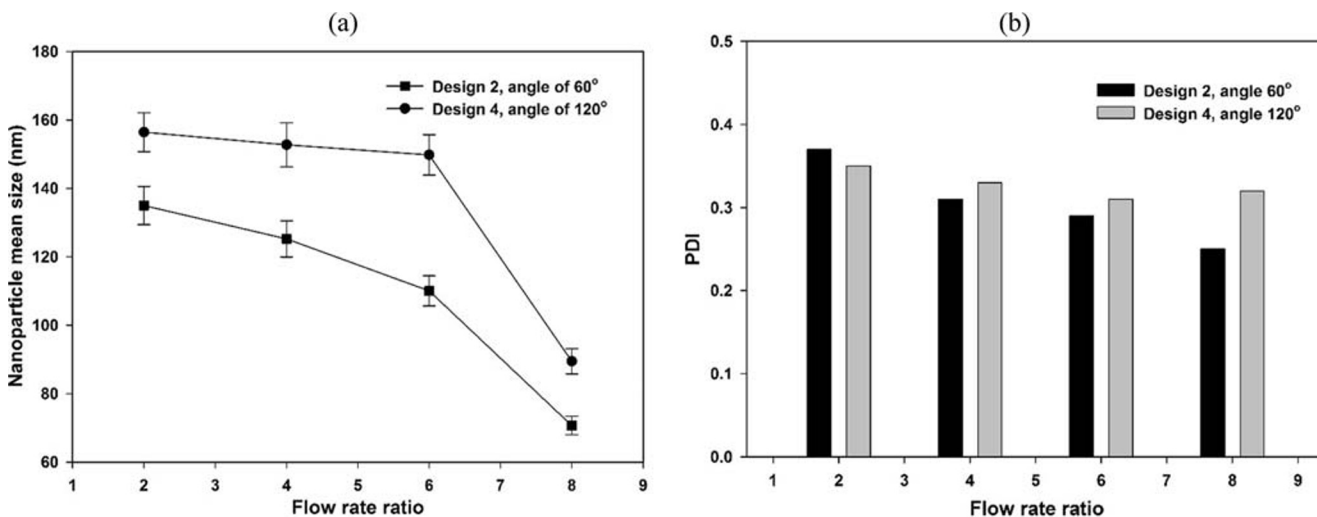 (a)
180
160
140
120
100
80
60
Nanoparticle mean size (nm)
Design 2, angle of 60°
Design 4, angle of 120°
1 2 3 4 5 6 7 8 9
Flow rate ratio
(b)
0.5
0.4
0.3
0.2
0.1
0.0
PDI
Design 2, angle 60°
Design 4, angle 120°
1 2 3 4 5 6 7 8 9
Flow rate ratio